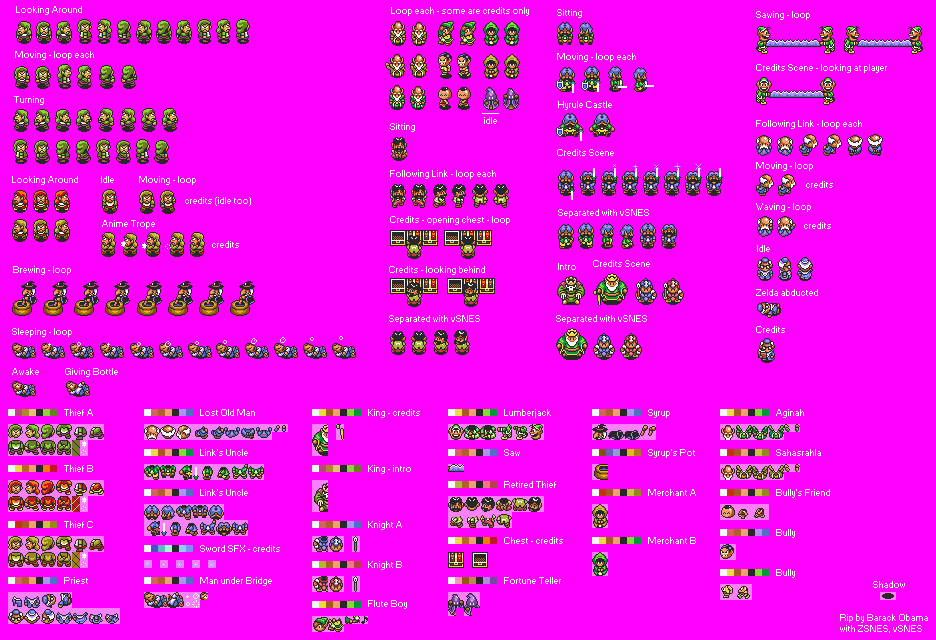 Looking Around
Moving - loop each
Turning
Looking Around
Idle
Moving - loop
credits (idle too)
Anime Trope
credits
Brewing - loop
Sleeping - loop
Awake
Giving Bottle
Loop each - some are credits only
idle
Sitting
Following Link - loop each
Credits - opening chest - loop
Credits - looking behind
Separated with vSNES
Sitting
Moving - loop each
Hyrule Castle
Credits Scene
Separated with vSNES
Intro
Credits Scene
Separated with vSNES
Sawing - loop
Credits Scene - looking at player
Following Link - loop each
Moving - loop
credits
Waving - loop
credits
Idle
Zelda abducted
Credits
Thief A
Thief B
Thief C
Priest
Lost Old Man
Link's Uncle
Link's Uncle
Sword SFX - credits
Man under Bridge
King - credits
King - intro
Knight A
Knight B
Flute Boy
Lumberjack
Saw
Retired Thief
Chest - credits
Fortune Teller
Syrup
Syrup's Pot
Merchant A
Merchant B
Aginah
Sahasrahla
Bully's Friend
Bully
Bully
Shadow
Rip by Barack Obama
with ZSNES, vSNES